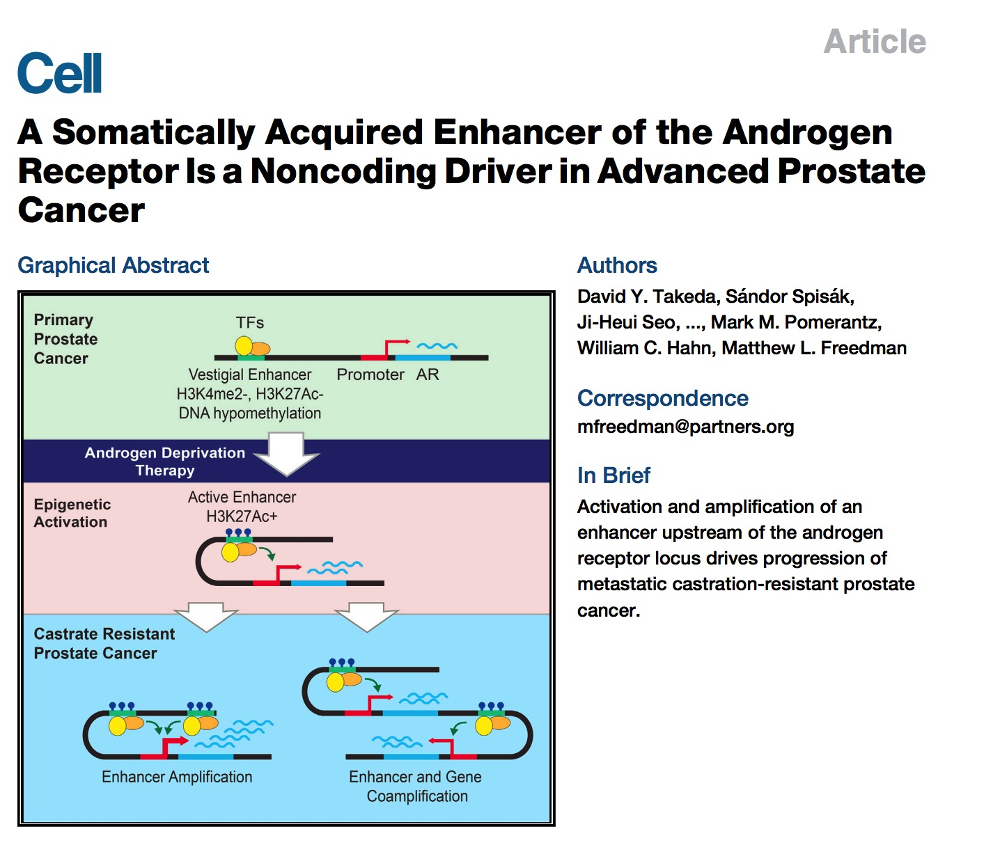 Article
Cell
A Somatically Acquired Enhancer of the Androgen
Receptor Is a Noncoding Driver in Advanced Prostate
Cancer
Graphical Abstract
Primary
Prostate
Cancer
TFs
Vestigial Enhancer
H3K4me2-, H3K27Ac-
DNA hypomethylation
Promoter
AR
Androgen Deprivation
Therapy
Epigenetic
Activation
Active Enhancer
H3K27Ac+
Castrate Resistant
Prostate Cancer
Enhancer Amplification
Enhancer and Gene
Coamplification
Authors
David Y. Takeda, Sándor Spisák,
Ji-Heui Seo, ..., Mark M. Pomerantz,
William C. Hahn, Matthew L. Freedman
Correspondence
mfreedman@partners.org
In Brief
Activation and amplification of an
enhancer upstream of the androgen
receptor locus drives progression of
metastatic castration-resistant prostate
cancer.